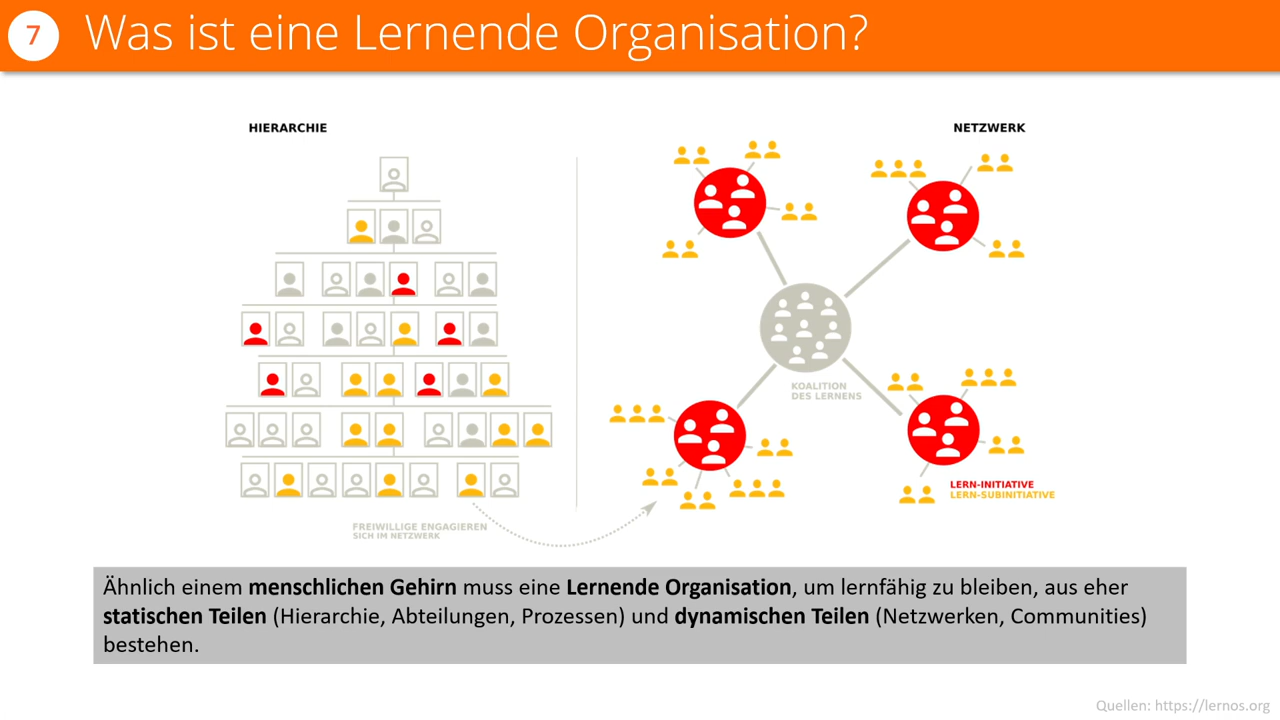 7
Was ist eine Lernende Organisation?
HIERARCHIE
FREIWILLIGE ENGAGIEREN
SICH IM NETZWERK
NETZWERK
KOALITION
DES LERNENS
LERN-INITIATIVE
LERN-SUBINITIATIVE
Ähnlich einem menschlichen Gehirn muss eine Lernende Organisation, um lernfähig zu bleiben, aus eher
statischen Teilen (Hierarchie, Abteilungen, Prozessen) und dynamischen Teilen (Netzwerken, Communities)
bestehen.
Quellen: https://lernos.org